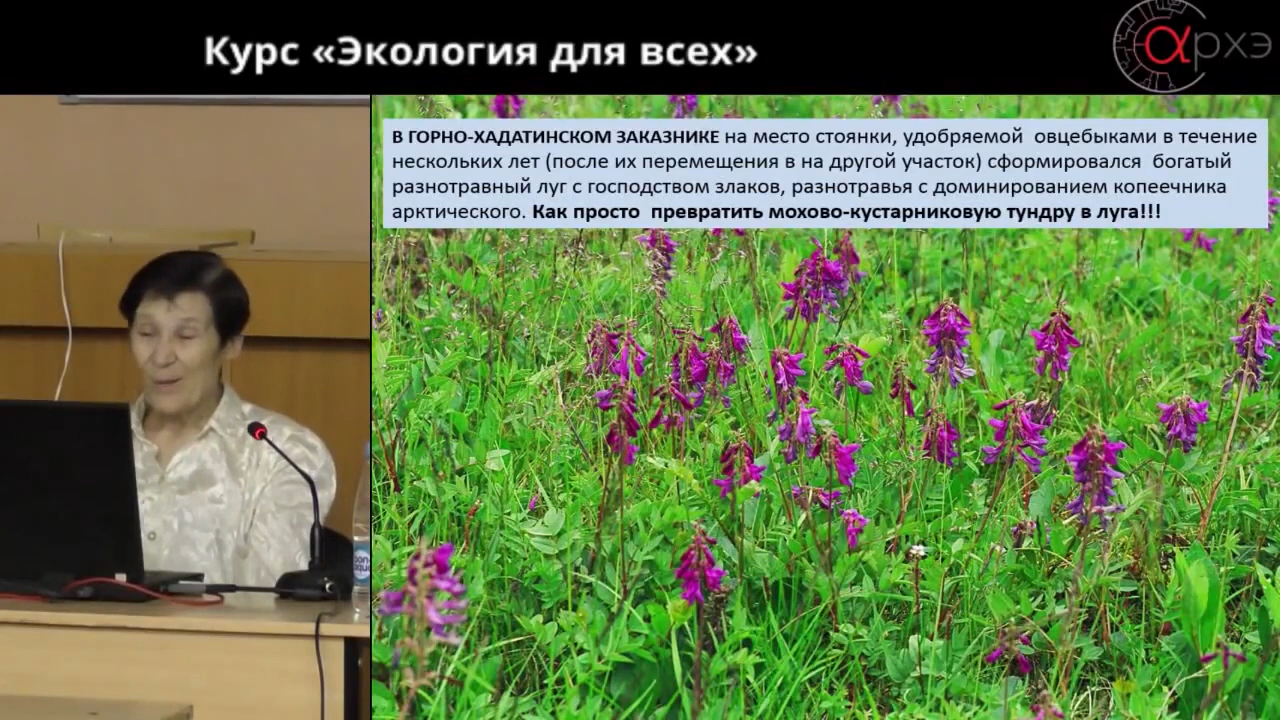 Курс «Экология для всех»
αрхэ
В ГОРНО-ХАДАТИНСКОМ ЗАКАЗНИКЕ на место стоянки, удобряемой овцебыками в течение
нескольких лет (после их перемещения в на другой участок) сформировался богатый
разнотравный луг с господством злаков, разнотравья с доминированием копеечника
арктического. Как просто превратить мохово-кустарниковую тундру в луга!!!